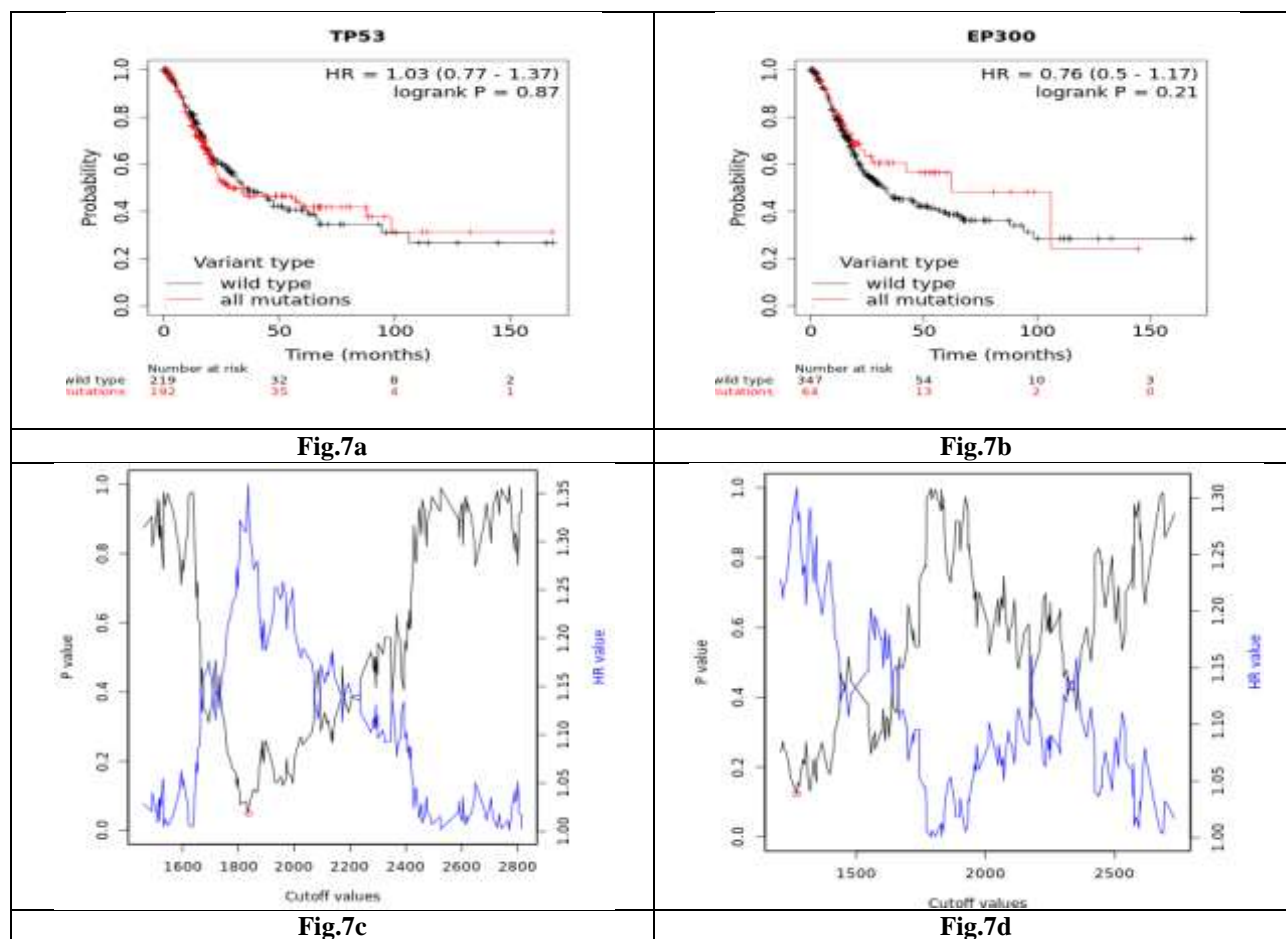 TP53
HR = 1.03 (0.77 - 1.37)
logrank P = 0.87
Probability
0.0 0.2 0.4 0.6 0.8 1.0
Variant type
wild type
all mutations
0 50 100 150
Time (months)
Number at risk
wild type 219 32 8 2
mutations 192 35 4 1
EP300
HR = 0.76 (0.5 - 1.17)
logrank P = 0.21
Probability
0.0 0.2 0.4 0.6 0.8 1.0
Variant type
wild type
all mutations
0 50 100 150
Time (months)
Number at risk
wild type 347 54 10 3
mutations 64 13 2 0
Fig.7a
Fig.7b
P value
0.0 0.2 0.4 0.6 0.8 1.0
HR value
1.00 1.05 1.10 1.15 1.20 1.25 1.30 1.35
1600 1800 2000 2200 2400 2600 2800
Cutoff values
P value
0.0 0.2 0.4 0.6 0.8 1.0
HR value
1.00 1.05 1.10 1.15 1.20 1.25 1.30
1500 2000 2500
Cutoff values
Fig.7c
Fig.7d